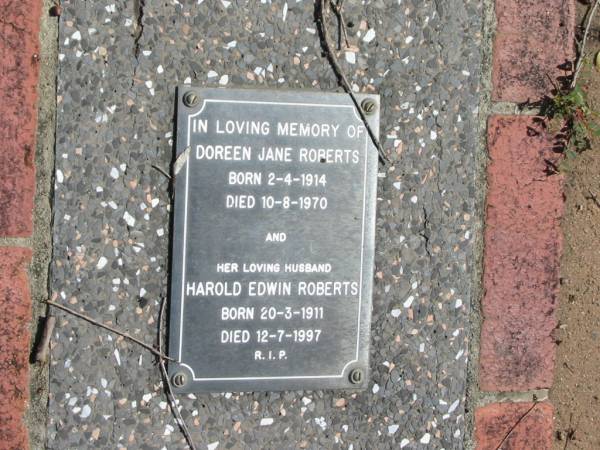 IN LOVING MEMORY OF
DOREEN JANE ROBERTS
BORN 2-4-1914
DIED 10-8-1970
AND
HER LOVING HUSBAND
HAROLD EDWIN ROBERTS
BORN 20-3-1911
DIED 12-7-1997
R.I.P.